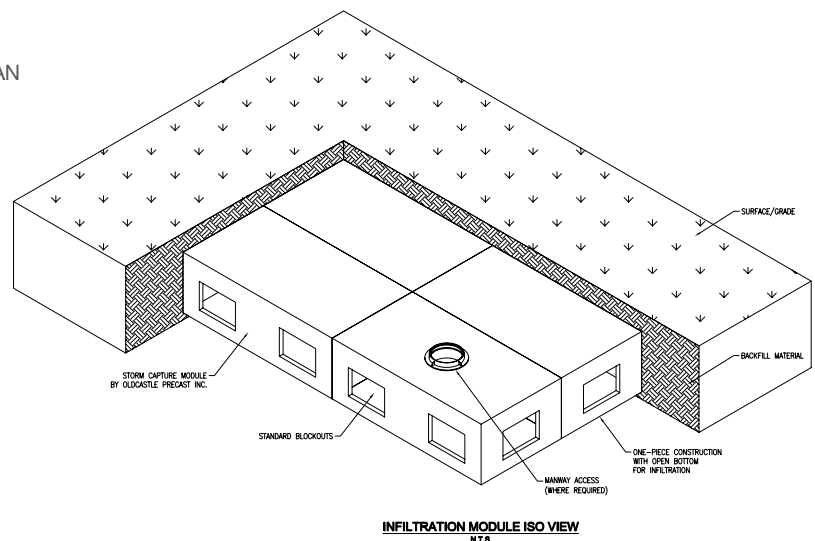 AN
SURFACE/GRADE
BACKFILL MATERIAL
STORM CAPTURE MODULE
BY OLDCASTLE PRECAST INC.
STANDARD BLOCKOUTS
ONE-PIECE CONSTRUCTION
WITH OPEN BOTTOM
FOR INFILTRATION
MANWAY ACCESS
(WHERE REQUIRED)
INFILTRATION MODULE ISO VIEW
N.T.S.